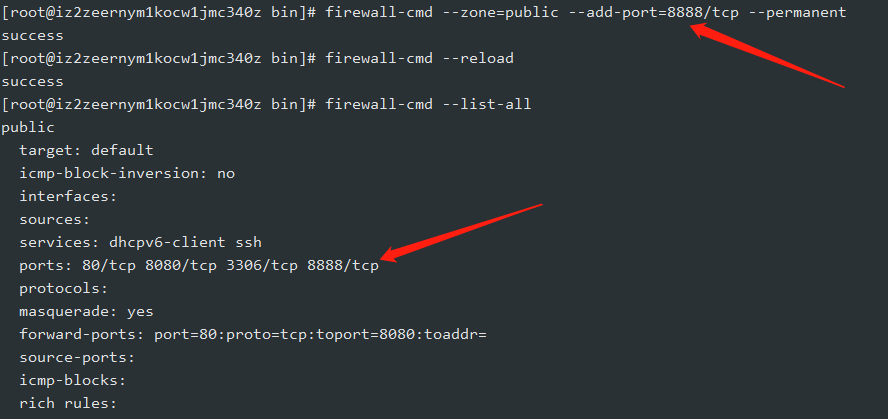 [root@iz2zeernym1kocw1jmc340z bin]# firewall-cmd --zone=public --add-port=8888/tcp --permanent
success
[root@iz2zeernym1kocw1jmc340z bin]# firewall-cmd --reload
success
[root@iz2zeernym1kocw1jmc340z bin]# firewall-cmd --list-all
public
  target: default
  icmp-block-inversion: no
  interfaces:
  sources:
  services: dhcpv6-client ssh
  ports: 80/tcp 8080/tcp 3306/tcp 8888/tcp
  protocols:
  masquerade: yes
  forward-ports: port=80:proto=tcp:toport=8080:toaddr=
  source-ports:
  icmp-blocks:
  rich rules: